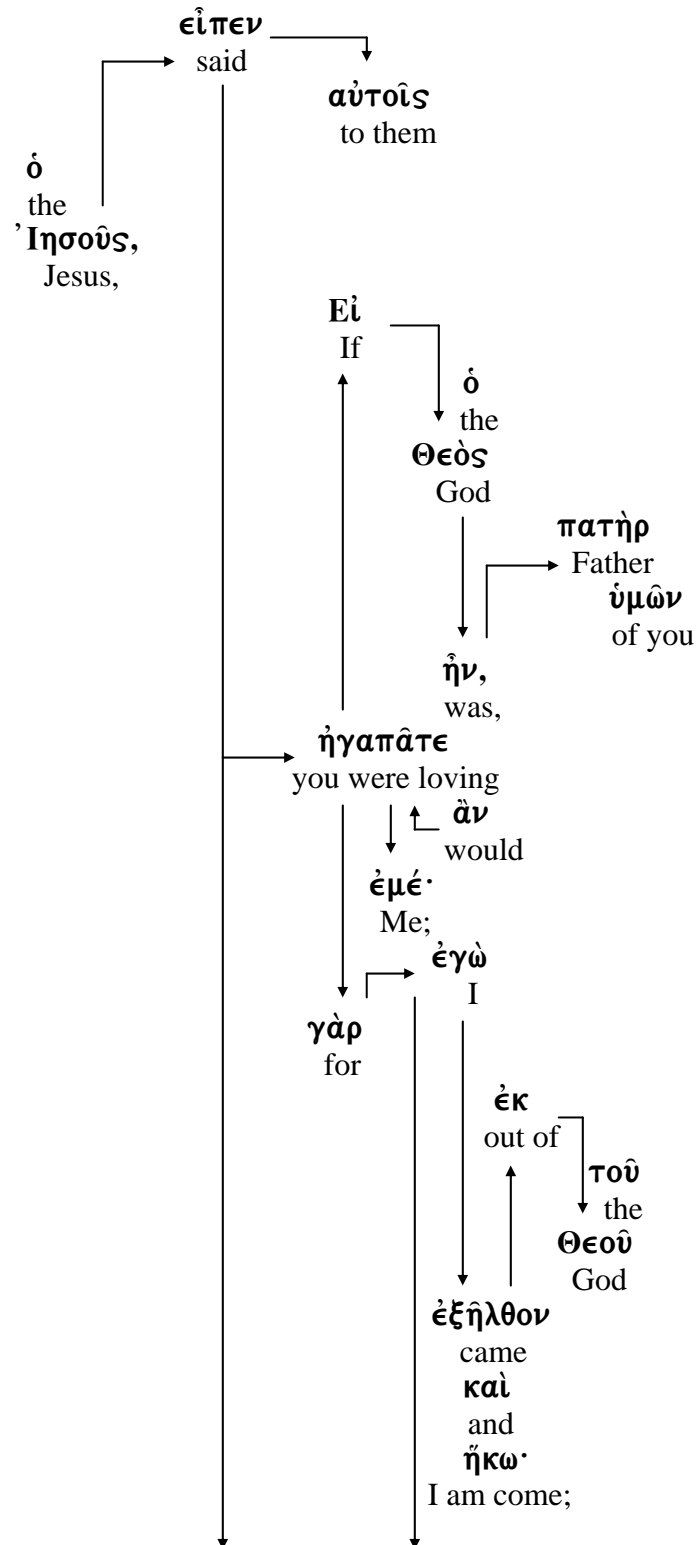 εἶπεν
said
αὐτοῖς
to them
ὁ
the
Ἰησοῦς,
Jesus,
Εἰ
If
ὁ
the
Θεὸς
God
πατὴρ
Father
ὑμῶν
of you
ἦν,
was,
ἠγαπᾶτε
you were loving
ἂν
would
ἐμέ·
Me;
ἐγὼ
I
γὰρ
for
ἐκ
out of
τοῦ
the
Θεοῦ
God
ἐξῆλθον
came
καὶ
and
ἥκω·
I am come;